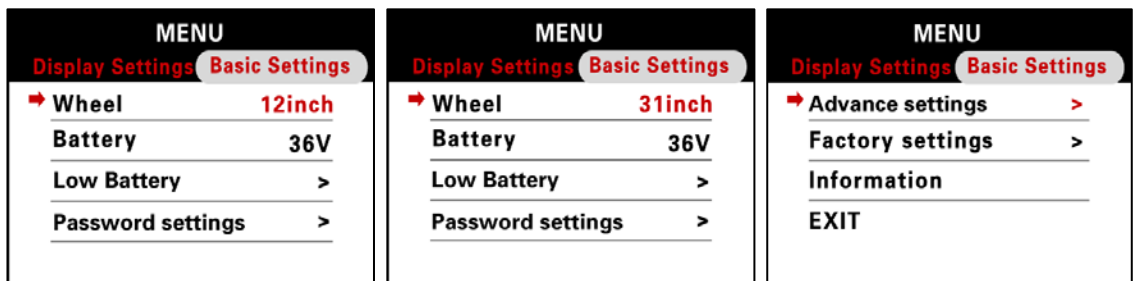 MENU
Display Settings Basic Settings
Wheel 12inch
Battery 36V
Low Battery >
Password settings >
MENU
Display Settings Basic Settings
Wheel 31inch
Battery 36V
Low Battery >
Password settings >
MENU
Display Settings Basic Settings
Advance settings >
Factory settings >
Information
EXIT